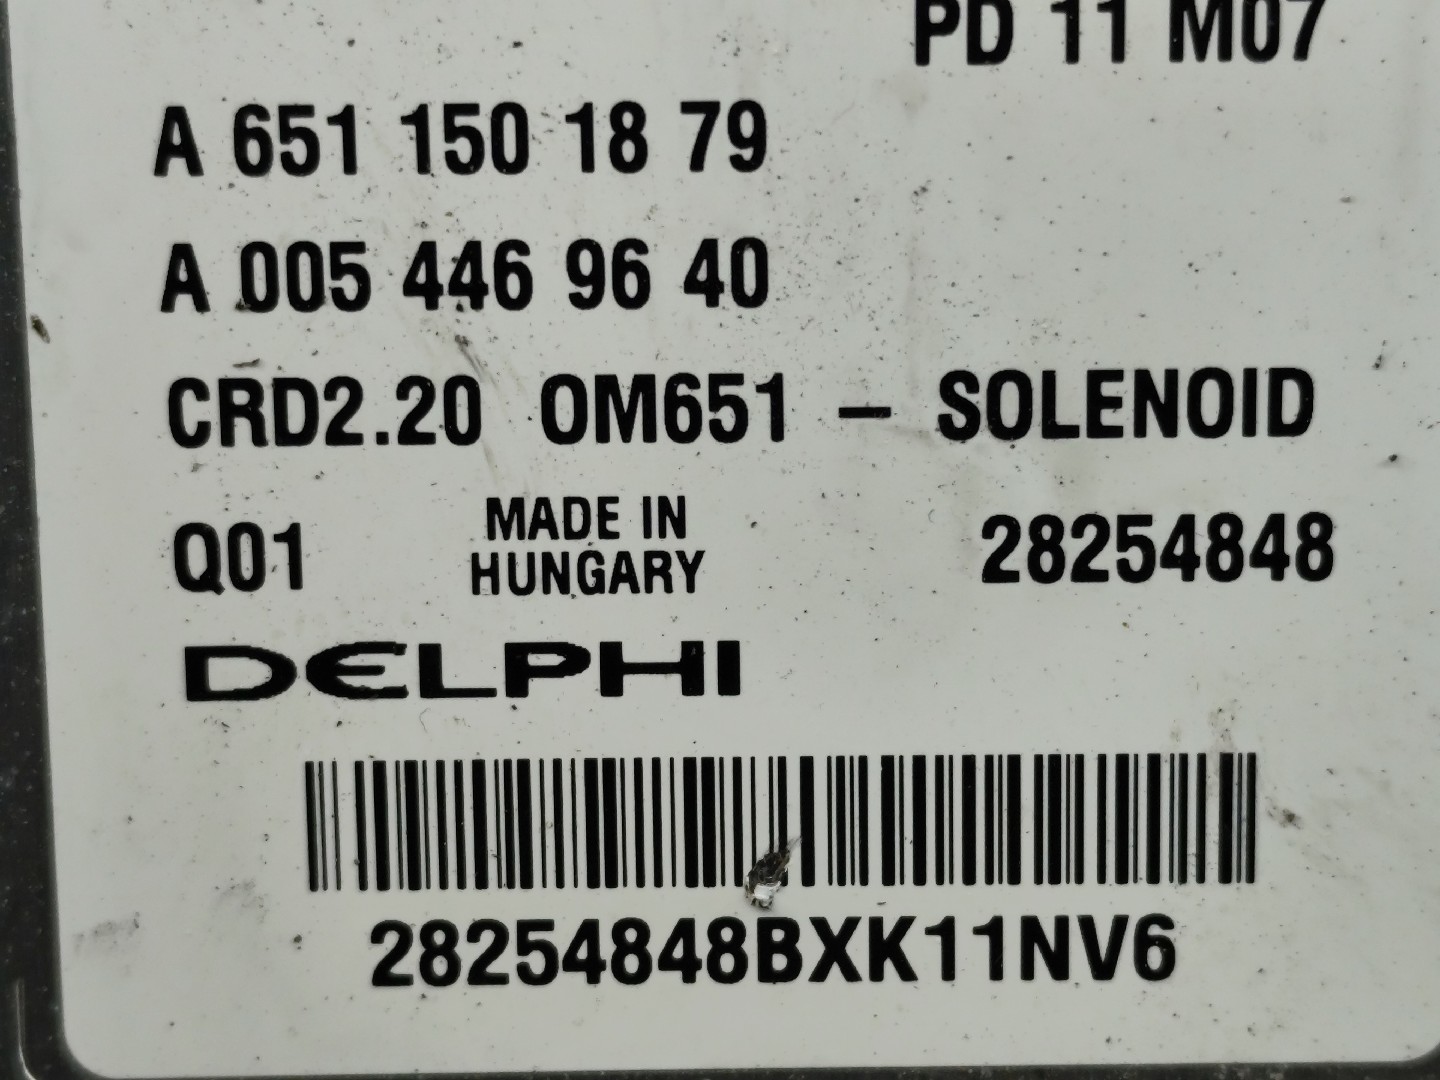 PD 11 M07
A 651 150 18 79
A 005 446 96 40
CRD2.20 OM651 – SOLENOID
Q01 MADE IN HUNGARY 28254848
DELPHI
28254848BXK11NV6